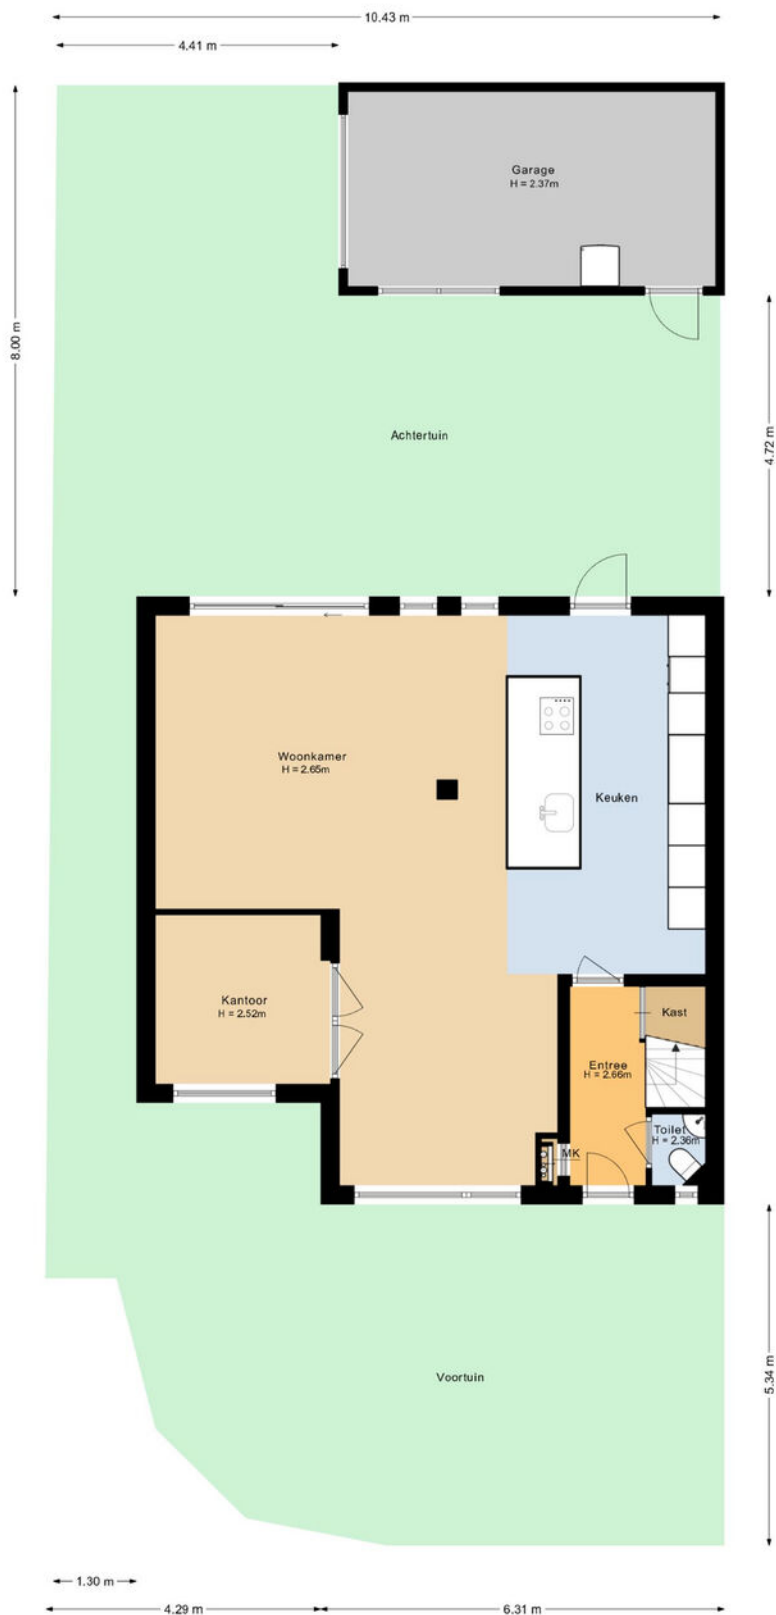 10.43 m
4.41 m
Garage
H = 2.37m
8.00 m
4.72 m
Achtertuin
Woonkamer
H = 2.65m
Keuken
Kantoor
H = 2.52m
Kast
Entree
H = 2.66m
Toilet
H = 2.36m
MK
Voortuin
5.34 m
1.30 m
4.29 m
6.31 m